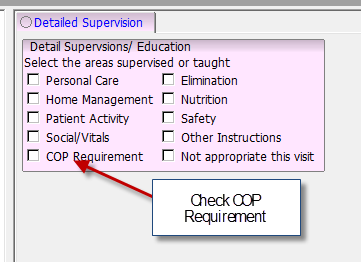 Detailed Supervision
Detail Supervsions/ Education
Select the areas supervised or taught
Personal Care
Elimination
Home Management
Nutrition
Patient Activity
Safety
Social/Vitals
Other Instructions
COP Requirement
Not appropriate this visit
Check COP
Requirement